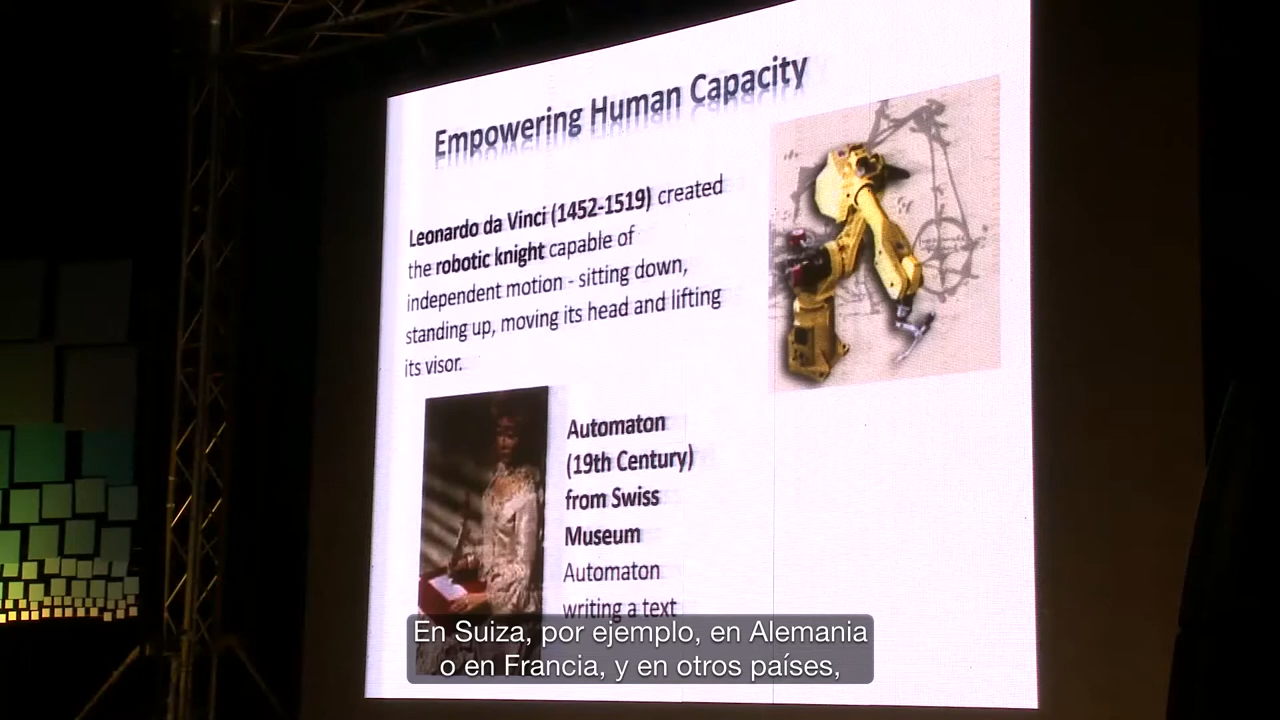 Empowering Human Capacity
Leonardo da Vinci (1452-1519) created
the robotic knight capable of
independent motion - sitting down,
standing up, moving its head and lifting
its visor.
Automaton
(19th Century)
from Swiss
Museum
Automaton
writing a text
En Suiza, por ejemplo, en Alemania
o en Francia, y en otros países,